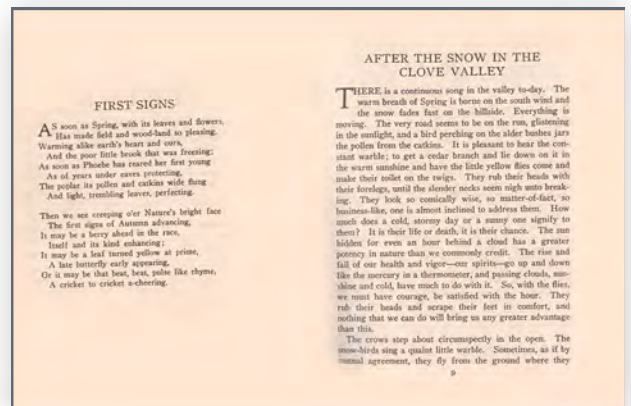 FIRST SIGNS
AS soon as Spring, with its leaves and flowers,
Has made field and wood-land so pleasing,
Warming alike earth's heart and ours,
And the poor little brook that was freezing;
As soon as Phoebe has reared her first young
As of years under eaves protecting,
The poplar its pollen and catkins wide flung
And light, trembling leaves, perfecting.
Then we see creeping o'er Nature's bright face
The first signs of Autumn advancing,
It may be a berry ahead in the race,
Itself and its kind enhancing;
It may be a leaf turned yellow at prime,
A late butterfly early appearing,
Or it may be that beat, beat, pulse like rhyme,
A cricket to cricket a-cheering.
AFTER THE SNOW IN THE
CLOVE VALLEY
THERE is a continuous song in the valley to-day. The
warm breath of Spring is borne on the south wind and
the snow fades fast on the hillside. Everything is
moving. The very road seems to be on the run, glistening
in the sunlight, and a bird perching on the alder bushes jars
the pollen from the catkins. It is pleasant to hear the con-
stant warble; to get a cedar branch and lie down on it in
the warm sunshine and have the little yellow flies come and
make their toilet on the twigs. They rub their heads with
their forelegs, until the slender necks seem nigh unto break-
ing. They look so comically wise, so matter-of-fact, so
business-like, one is almost inclined to address them. How
much does a cold, stormy day or a sunny one signify to
them? It is their life or death, it is their chance. The sun
hidden for even an hour behind a cloud has a greater
potency in nature than we commonly credit. The rise and
fall of our health and vigor—our spirits—go up and down
like the mercury in a thermometer, and passing clouds, sun-
shine and cold, have much to do with it. So, with the flies,
we must have courage, be satisfied with the hour. They
rub their heads and scrape their feet in comfort, and
nothing that we can do will bring us any greater advantage
than this.
The crows step about circumspectly in the open. The
snow-birds sing a quaint little warble. Sometimes, as if by
mutual agreement, they fly from the ground where they
9